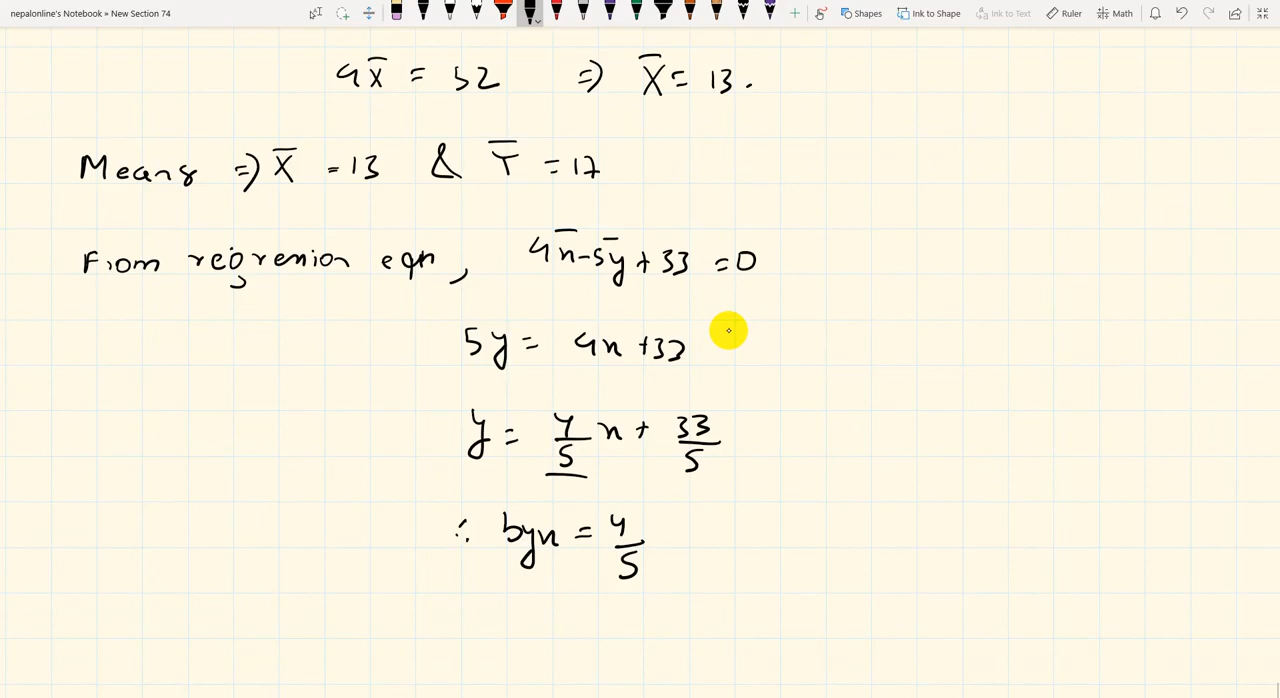 nepalonline's Notebook » New Section 74
Shapes Ink to Shape Ink to Text Ruler Math
4X̅ = 52 ⇒ X̅ = 13.
Means ⇒ X̅ = 13 & Y̅ = 17
From regression eqn, 4x̅ - 5y̅ + 33 = 0
5y = 4x + 33
y = 4/5 x + 33/5
∴ byx = 4/5